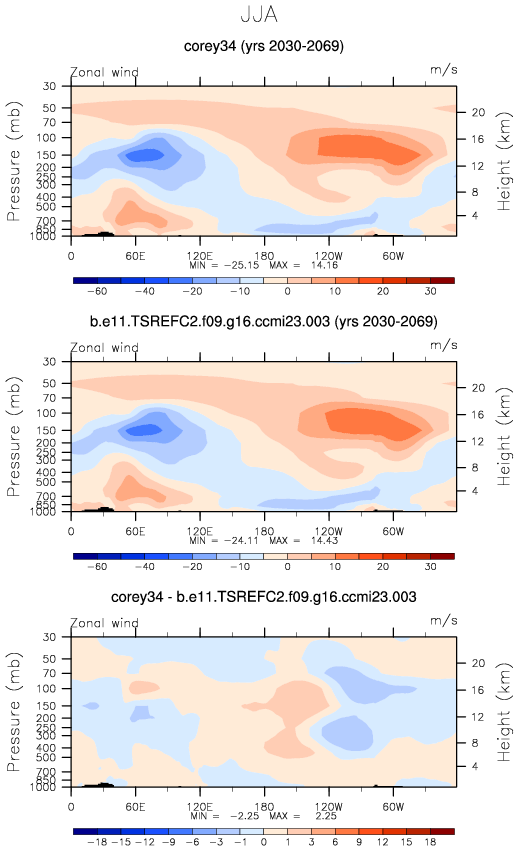 JJA
corey34 (yrs 2030-2069)
Zonal wind m/s
Pressure (mb)
30
50
70
100
150
200
250
300
400
500
700
850
1000
20
16
12
8
4
Height (km)
0 60E 120E 180 120W 60W
MIN = -25.15 MAX = 14.16
-60 -40 -20 -10 0 10 20 30
b.e11.TSREFC2.f09.g16.ccmi23.003 (yrs 2030-2069)
Zonal wind m/s
Pressure (mb)
30
50
70
100
150
200
250
300
400
500
700
850
1000
20
16
12
8
4
Height (km)
0 60E 120E 180 120W 60W
MIN = -24.11 MAX = 14.43
-60 -40 -20 -10 0 10 20 30
corey34 - b.e11.TSREFC2.f09.g16.ccmi23.003
Zonal wind m/s
Pressure (mb)
30
50
70
100
150
200
250
300
400
500
700
850
1000
20
16
12
8
4
Height (km)
0 60E 120E 180 120W 60W
MIN = -2.25 MAX = 2.25
-18 -15 -12 -9 -6 -3 -1 0 1 3 6 9 12 15 18